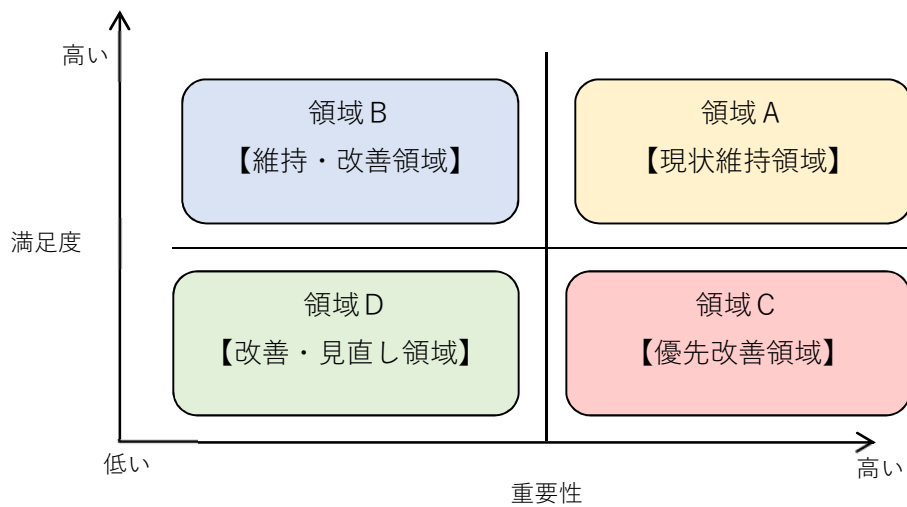 高い
領域B
【維持・改善領域】
領域A
【現状維持領域】
満足度
領域D
【改善・見直し領域】
領域C
【優先改善領域】
低い
高い
重要性